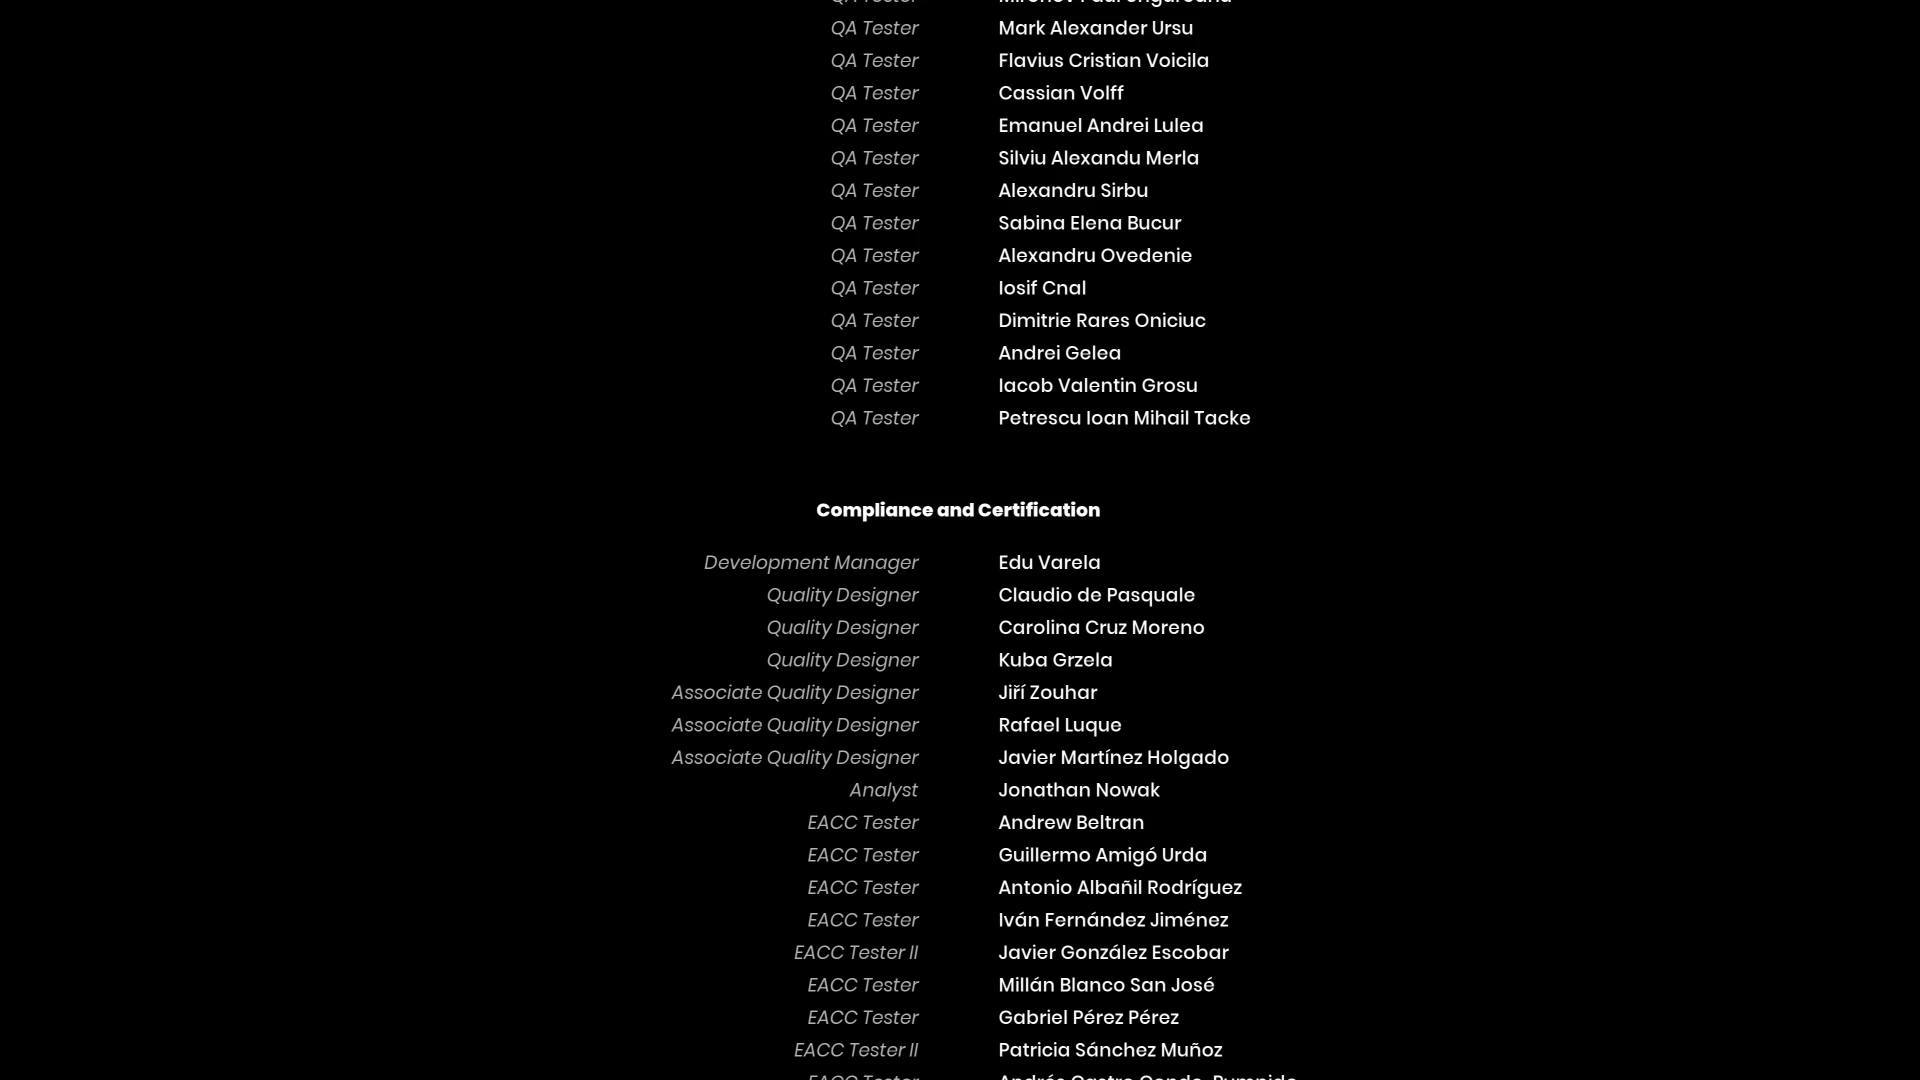 QA Tester Mark Alexander Ursu
QA Tester Flavius Cristian Voicila
QA Tester Cassian Volff
QA Tester Emanuel Andrei Lulea
QA Tester Silviu Alexandu Merla
QA Tester Alexandru Sirbu
QA Tester Sabina Elena Bucur
QA Tester Alexandru Ovedenie
QA Tester Iosif Cnal
QA Tester Dimitrie Rares Oniciuc
QA Tester Andrei Gelea
QA Tester Iacob Valentin Grosu
QA Tester Petrescu Ioan Mihail Tacke
Compliance and Certification
Development Manager Edu Varela
Quality Designer Claudio de Pasquale
Quality Designer Carolina Cruz Moreno
Quality Designer Kuba Grzela
Associate Quality Designer Jiří Zouhar
Associate Quality Designer Rafael Luque
Associate Quality Designer Javier Martínez Holgado
Analyst Jonathan Nowak
EACC Tester Andrew Beltran
EACC Tester Guillermo Amigó Urda
EACC Tester Antonio Albañil Rodríguez
EACC Tester Iván Fernández Jiménez
EACC Tester II Javier González Escobar
EACC Tester Millán Blanco San José
EACC Tester Gabriel Pérez Pérez
EACC Tester II Patricia Sánchez Muñoz